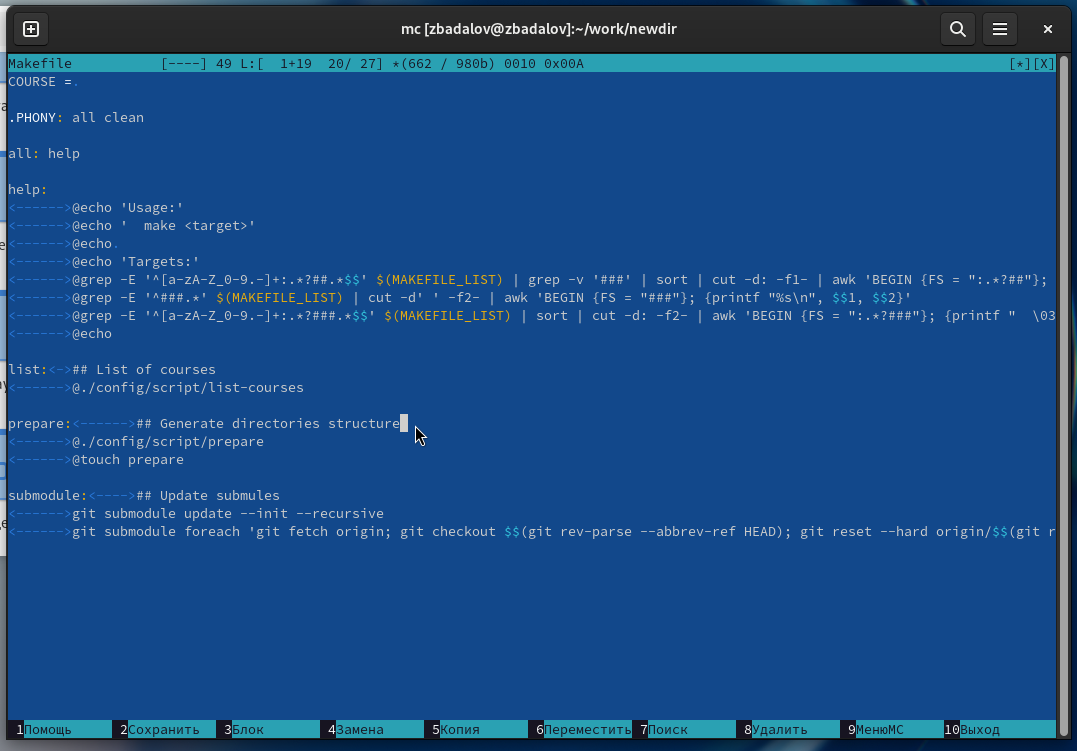 mc [zbadalov@zbadalov]:~/work/newdir
Makefile [----] 49 L:[ 1+19 20/ 27] *(662 / 980b) 0010 0x00A [*][X]
COURSE =.
.PHONY: all clean
all: help
help:
<------>@echo 'Usage:'
<------>@echo '  make <target>'
<------>@echo.
<------>@echo 'Targets:'
<------>@grep -E '^[a-zA-Z_0-9.-]+:.*?##.*$$' $(MAKEFILE_LIST) | grep -v '###' | sort | cut -d: -f1- | awk 'BEGIN {FS = ":.*?##"};
<------>@grep -E '^###.*' $(MAKEFILE_LIST) | cut -d' ' -f2- | awk 'BEGIN {FS = "###"}; {printf "%s\n", $$1, $$2}'
<------>@grep -E '^[a-zA-Z_0-9.-]+:.*?###.*$$' $(MAKEFILE_LIST) | sort | cut -d: -f2- | awk 'BEGIN {FS = ":.*?###"}; {printf "  \03
<------>@echo
list:<->## List of courses
<------>@./config/script/list-courses
prepare:<------>## Generate directories structure
<------>@./config/script/prepare
<------>@touch prepare
submodule:<---->## Update submules
<------>git submodule update --init --recursive
<------>git submodule foreach 'git fetch origin; git checkout $$(git rev-parse --abbrev-ref HEAD); git reset --hard origin/$$(git r
1Помощь 2Сохранить 3Блок 4Замена 5Копия 6Переместить 7Поиск 8Удалить 9МенюMC 10Выход